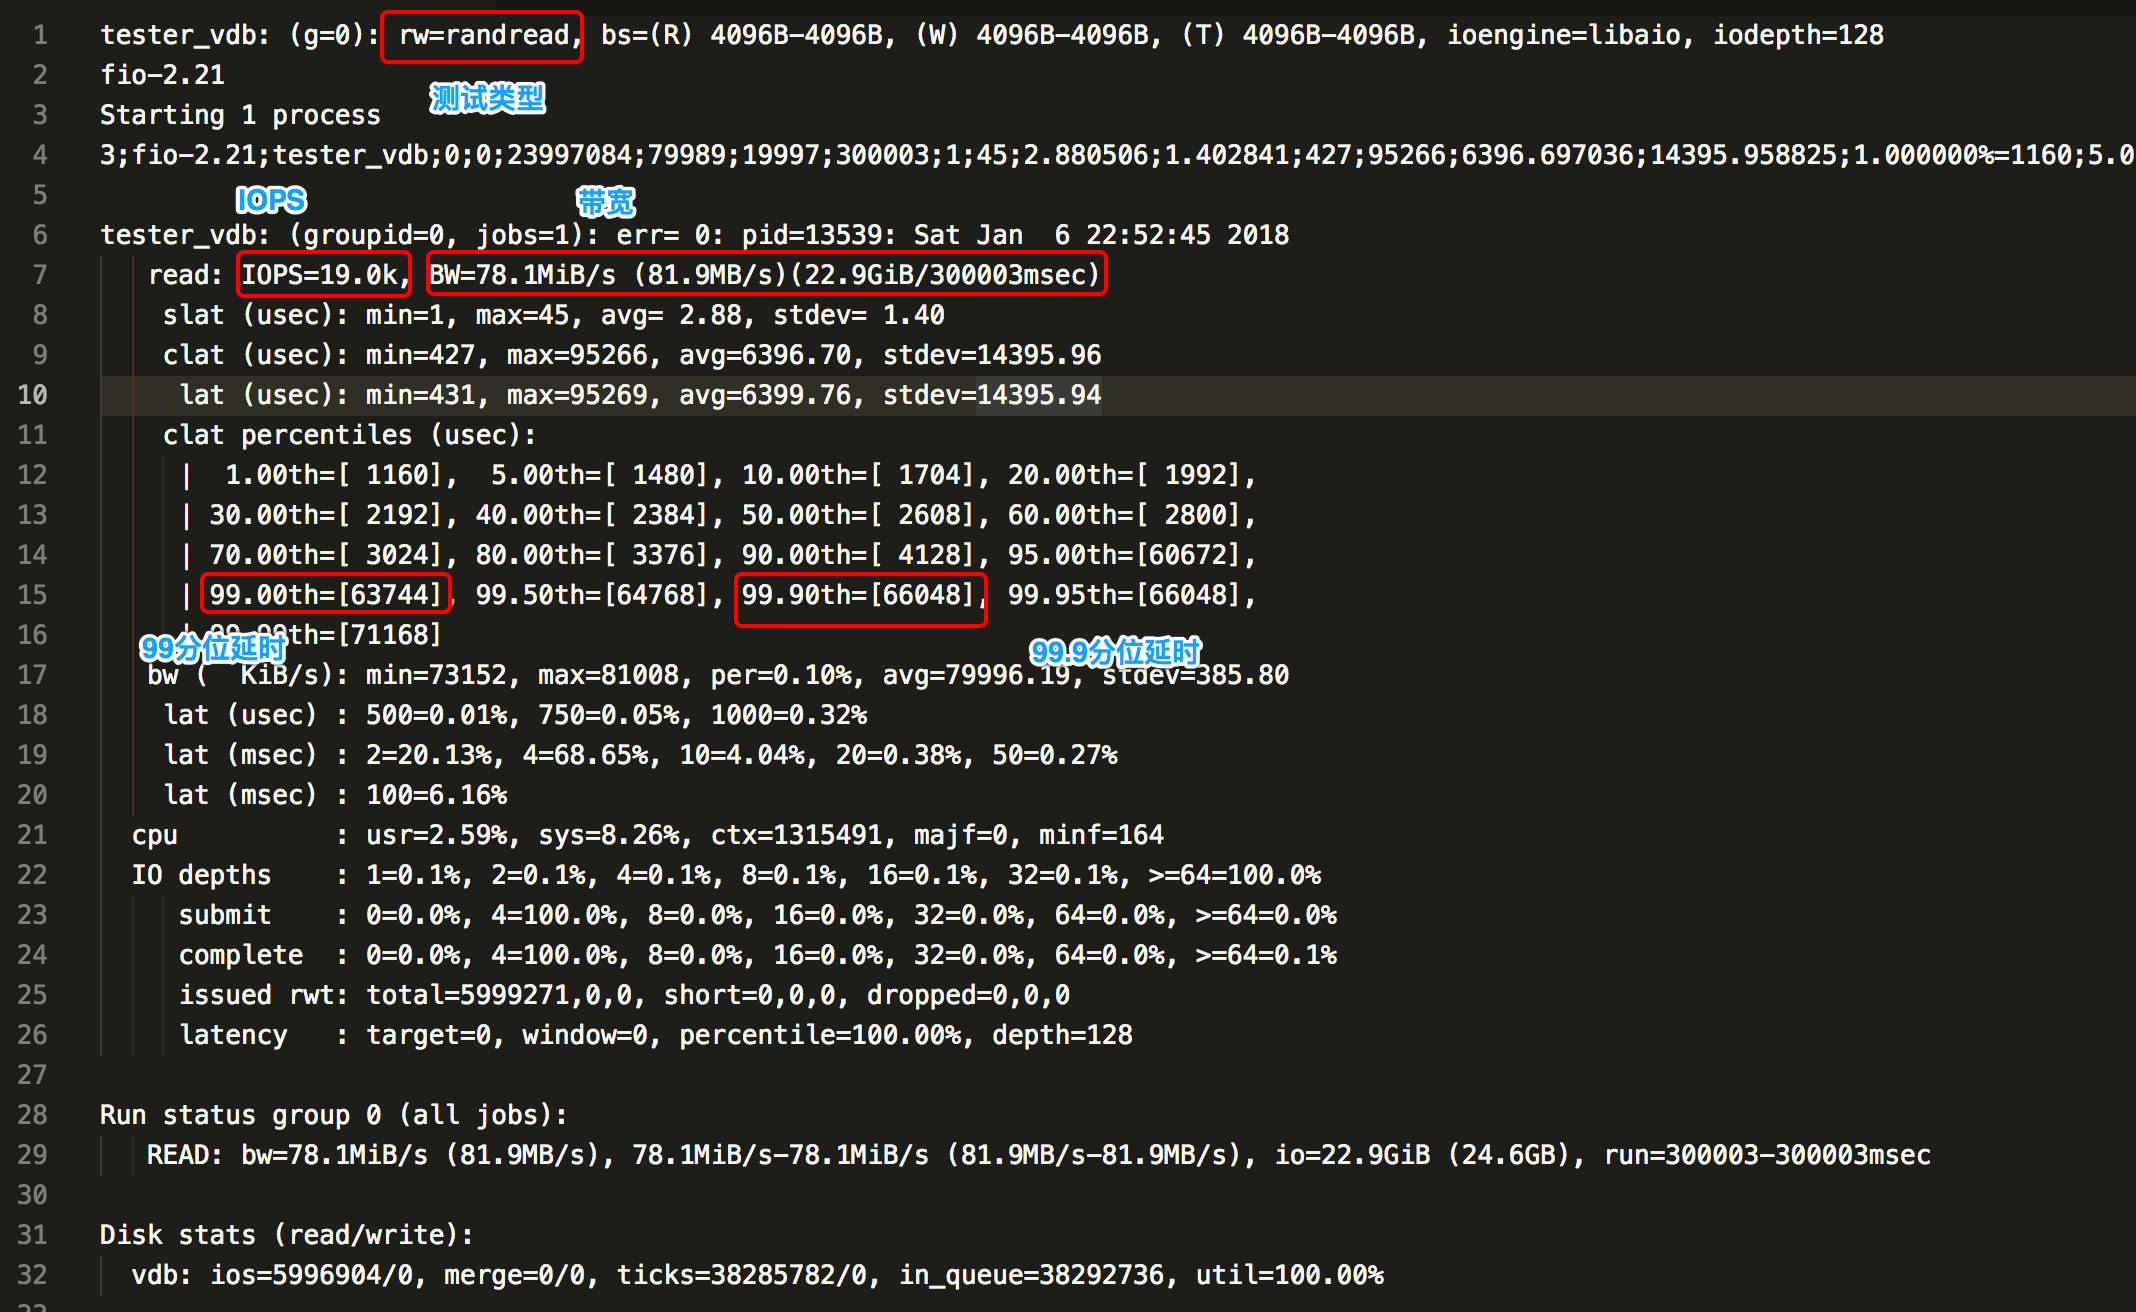 1 tester_vdb: (g=0): rw=randread, bs=(R) 4096B-4096B, (W) 4096B-4096B, (T) 4096B-4096B, ioengine=libaio, iodepth=128
2 fio-2.21
测试类型
3 Starting 1 process
4 3;fio-2.21;tester_vdb;0;0;23997084;79989;19997;300003;1;45;2.880506;1.402841;427;95266;6396.697036;14395.958825;1.000000%=1160;5.0
5
IOPS 带宽
6 tester_vdb: (groupid=0, jobs=1): err= 0: pid=13539: Sat Jan  6 22:52:45 2018
7 read: IOPS=19.0k, BW=78.1MiB/s (81.9MB/s)(22.9GiB/300003msec)
8 slat (usec): min=1, max=45, avg= 2.88, stdev= 1.40
9 clat (usec): min=427, max=95266, avg=6396.70, stdev=14395.96
10 lat (usec): min=431, max=95269, avg=6399.76, stdev=14395.94
11 clat percentiles (usec):
12 |  1.00th=[ 1160],  5.00th=[ 1480], 10.00th=[ 1704], 20.00th=[ 1992],
13 | 30.00th=[ 2192], 40.00th=[ 2384], 50.00th=[ 2608], 60.00th=[ 2800],
14 | 70.00th=[ 3024], 80.00th=[ 3376], 90.00th=[ 4128], 95.00th=[60672],
15 | 99.00th=[63744], 99.50th=[64768], 99.90th=[66048], 99.95th=[66048],
16 | 99.99th=[71168]
99分位延时 99.9分位延时
17 bw (  KiB/s): min=73152, max=81008, per=0.10%, avg=79996.19, stdev=385.80
18 lat (usec) : 500=0.01%, 750=0.05%, 1000=0.32%
19 lat (msec) : 2=20.13%, 4=68.65%, 10=4.04%, 20=0.38%, 50=0.27%
20 lat (msec) : 100=6.16%
21 cpu          : usr=2.59%, sys=8.26%, ctx=1315491, majf=0, minf=164
22 IO depths    : 1=0.1%, 2=0.1%, 4=0.1%, 8=0.1%, 16=0.1%, 32=0.1%, >=64=100.0%
23 submit    : 0=0.0%, 4=100.0%, 8=0.0%, 16=0.0%, 32=0.0%, 64=0.0%, >=64=0.0%
24 complete  : 0=0.0%, 4=100.0%, 8=0.0%, 16=0.0%, 32=0.0%, 64=0.0%, >=64=0.1%
25 issued rwt: total=5999271,0,0, short=0,0,0, dropped=0,0,0
26 latency   : target=0, window=0, percentile=100.00%, depth=128
27
28 Run status group 0 (all jobs):
29 READ: bw=78.1MiB/s (81.9MB/s), 78.1MiB/s-78.1MiB/s (81.9MB/s-81.9MB/s), io=22.9GiB (24.6GB), run=300003-300003msec
30
31 Disk stats (read/write):
32 vdb: ios=5996904/0, merge=0/0, ticks=38285782/0, in_queue=38292736, util=100.00%